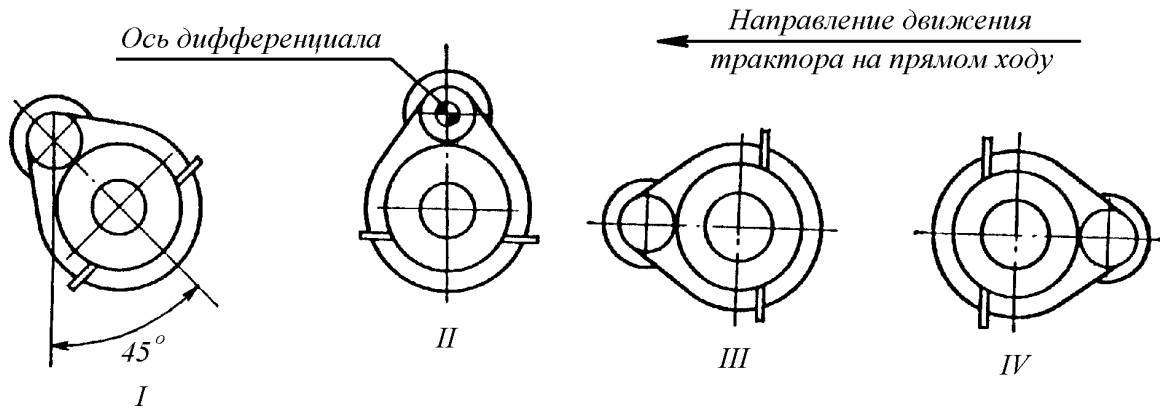 Ось дифференциала
Направление движения
трактора на прямом ходу
45°
I
II
III
IV